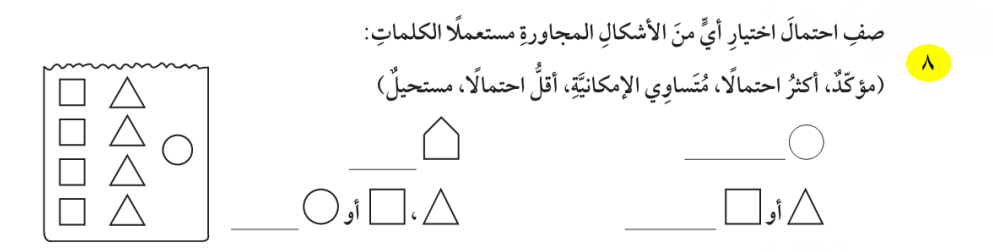 ٨
صفِ احتمالَ اختيارِ أيٍّ منَ الأشكالِ المجاورةِ مستعملًا الكلماتِ:
(مؤكّدٌ، أكثرُ احتمالًا، مُتَساوِي الإمكانيَّةِ، أقلُّ احتمالًا، مستحيلٌ)
أو
، أو